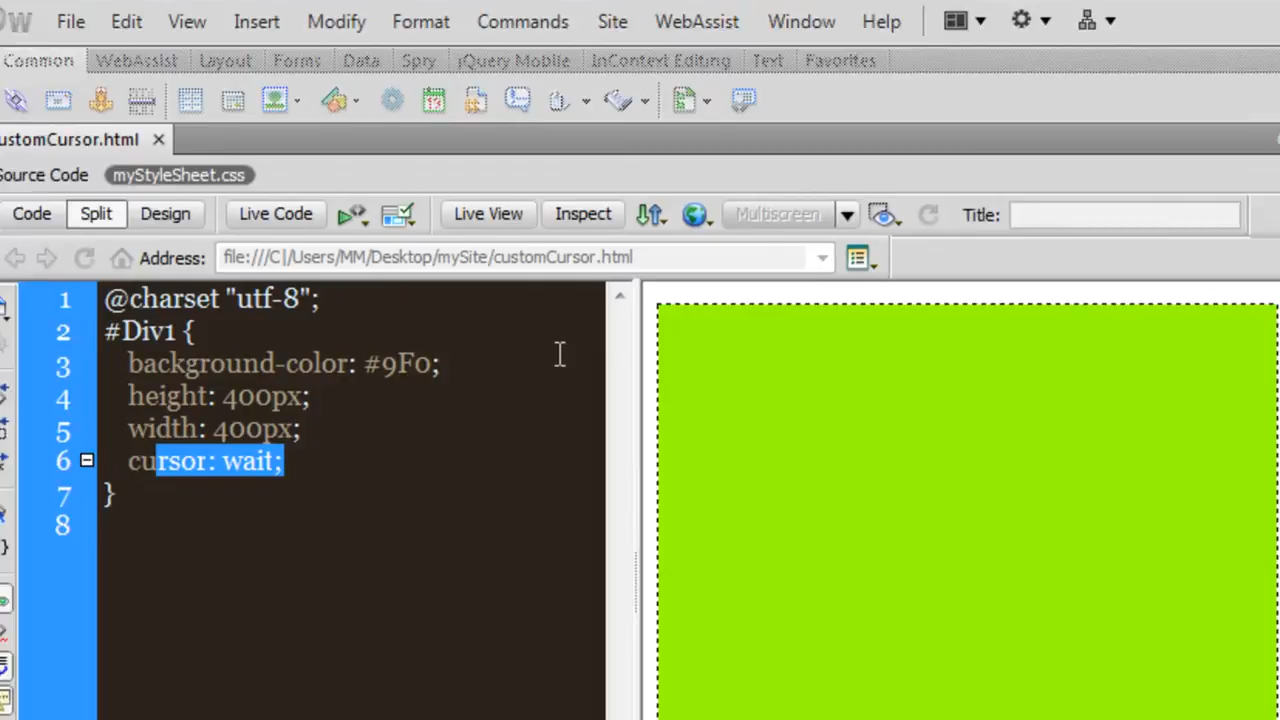 W File Edit View Insert Modify Format Commands Site WebAssist Window Help
Common WebAssist Layout Forms Data Spry jQuery Mobile InContext Editing Text Favorites
ustomCursor.html
ource Code myStyleSheet.css
Code Split Design Live Code Live View Inspect Multiscreen Title:
Address: file:///C|/Users/MM/Desktop/mySite/customCursor.html
1 @charset "utf-8";
2 #Div1 {
3 background-color: #9F0;
4 height: 400px;
5 width: 400px;
6 cursor: wait;
7 }
8